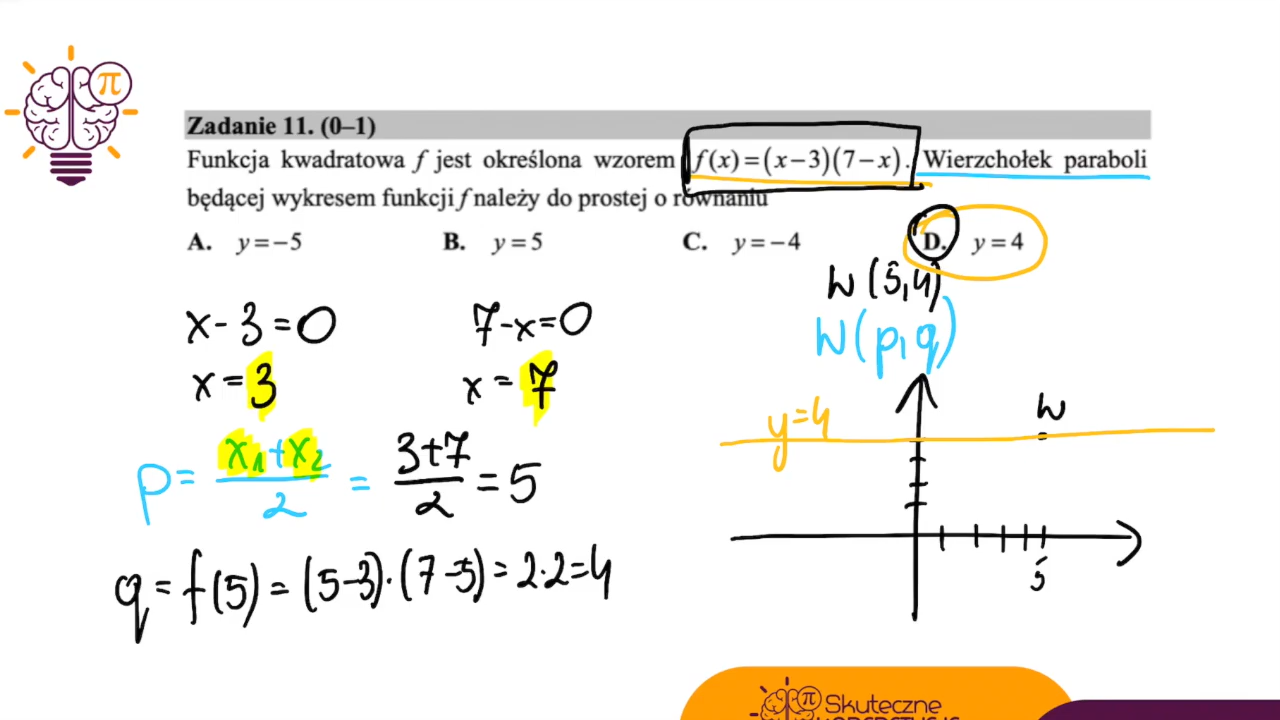 π
Zadanie 11. (0–1)
Funkcja kwadratowa f jest określona wzorem f(x)=(x−3)(7−x). Wierzchołek paraboli
będącej wykresem funkcji f należy do prostej o równaniu
A. y=−5 B. y=5 C. y=−4 D. y=4
W(5,4)
x-3=0 7-x=0
W(p,q)
x=3 x=7
W
y=4
p= x₁+x₂/2 = 3+7/2 = 5
5
q=f(5)=(5-3)·(7-5)=2·2=4
π Skuteczne